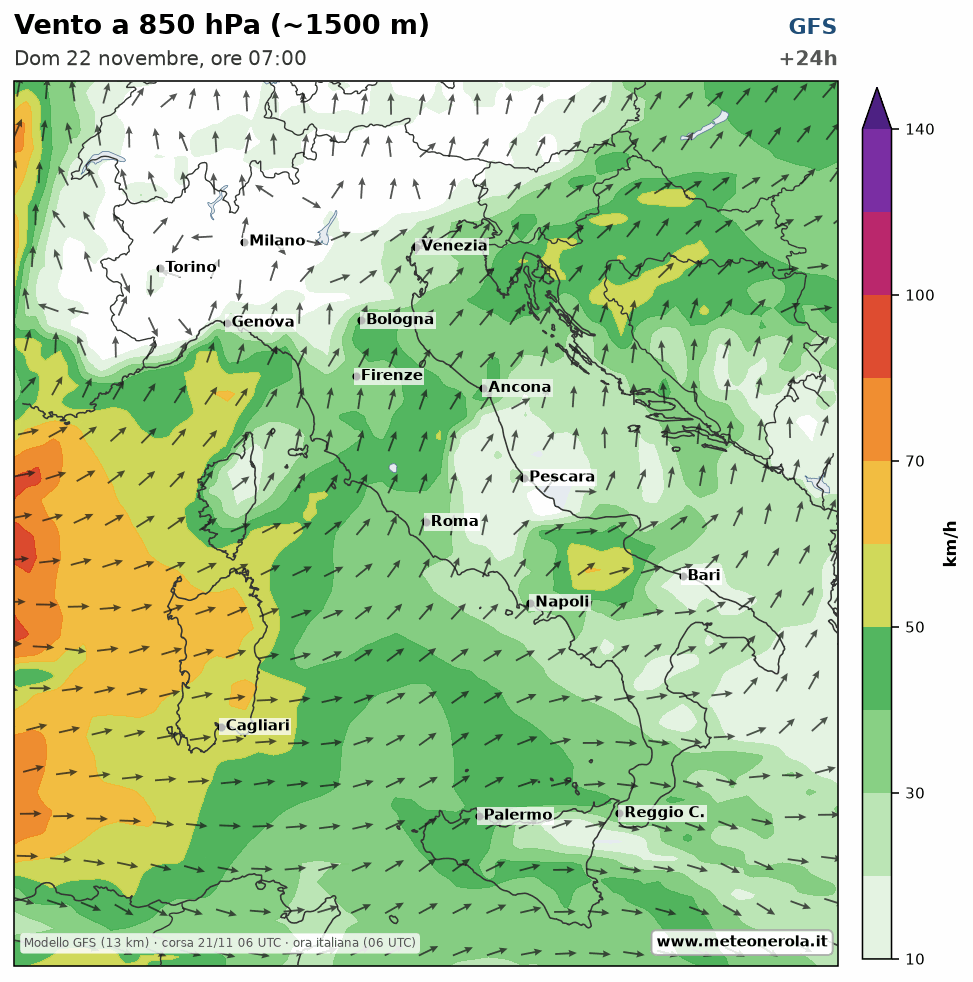 Vento a 850 hPa (~1500 m)
GFS
Dom 22 novembre, ore 07:00
+24h
Milano
Venezia
Torino
Genova
Bologna
Firenze
Ancona
Pescara
Roma
Bari
Napoli
Cagliari
Palermo
Reggio C.
140
100
70
50
30
10
km/h
Modello GFS (13 km) · corsa 21/11 06 UTC · ora italiana (06 UTC)
www.meteonerola.it